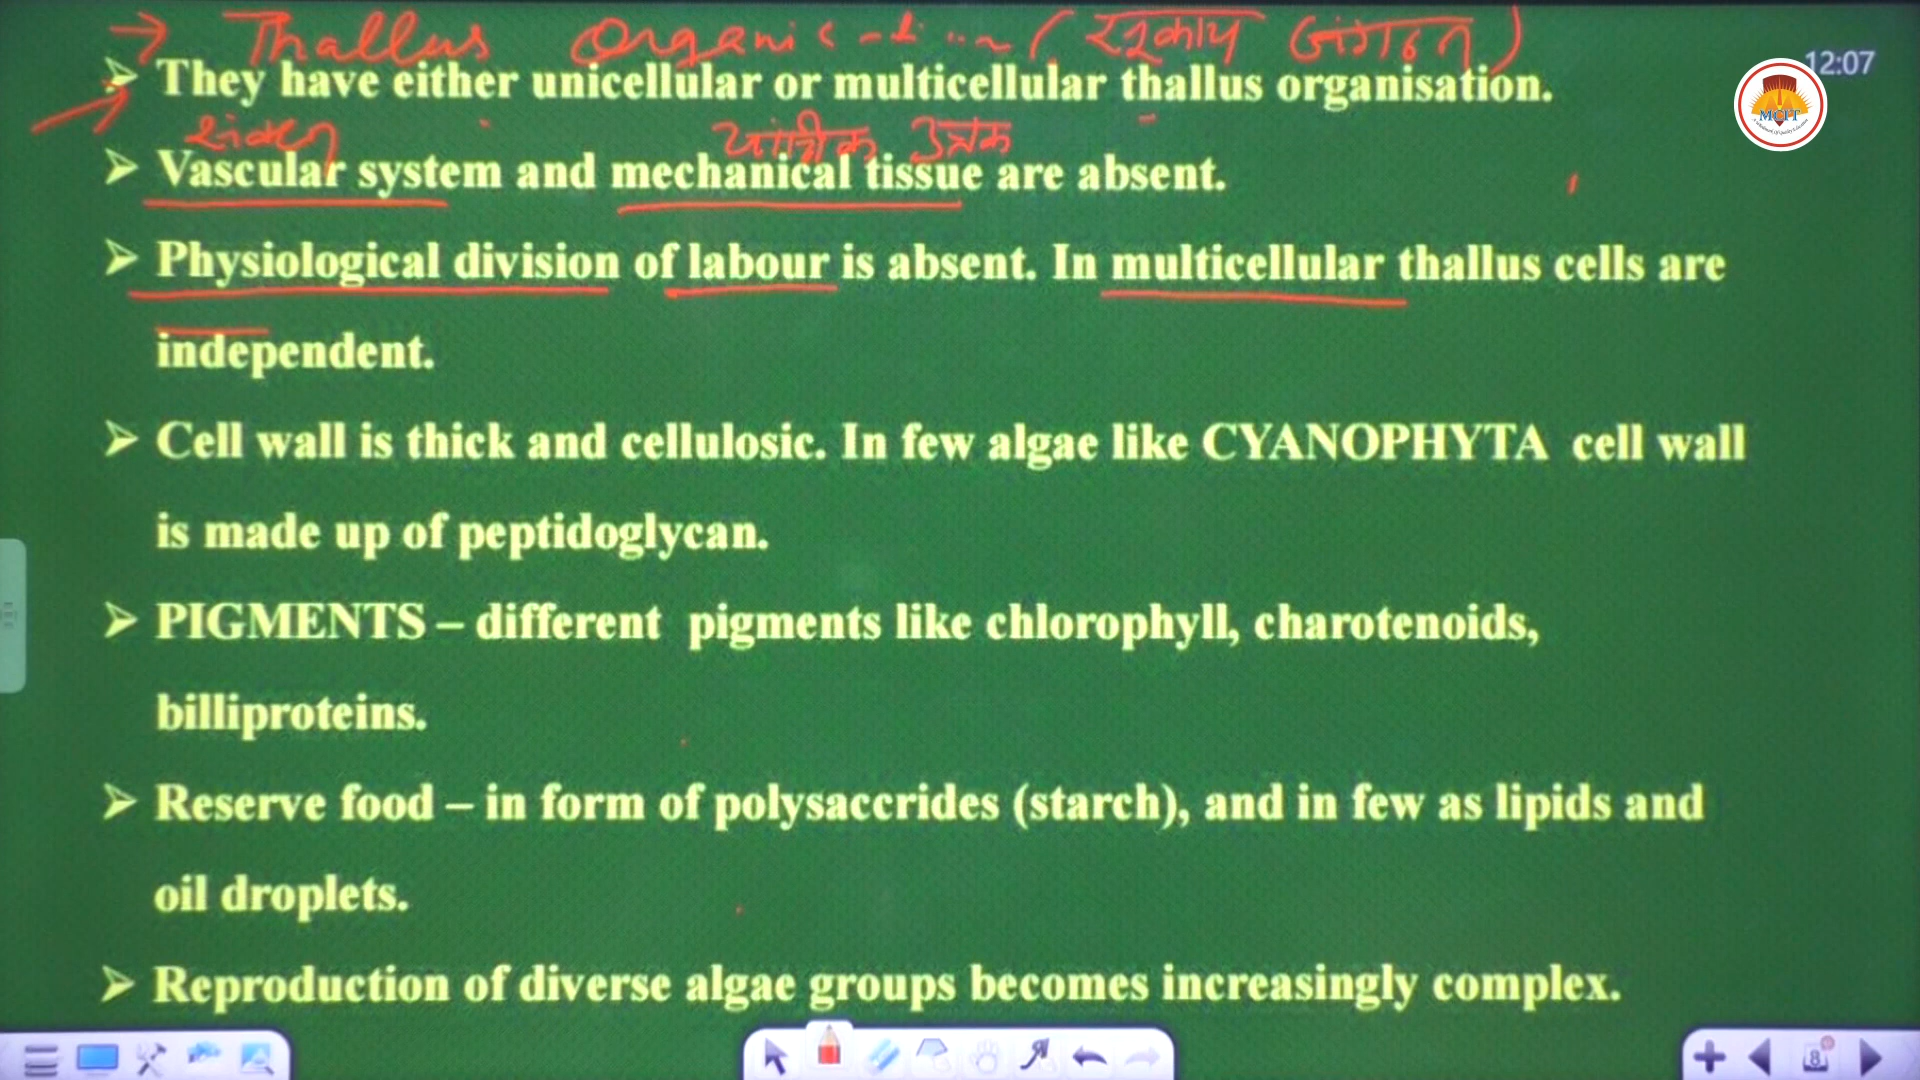 → Thallus (सूकाय संगठन)
➢ They have either unicellular or multicellular thallus organisation.
12:07
MCPT
संवहन यांत्रिक उत्तक
➢ Vascular system and mechanical tissue are absent.
➢ Physiological division of labour is absent. In multicellular thallus cells are
independent.
➢ Cell wall is thick and cellulosic. In few algae like CYANOPHYTA cell wall
is made up of peptidoglycan.
➢ PIGMENTS – different pigments like chlorophyll, charotenoids,
billiproteins.
➢ Reserve food – in form of polysaccrides (starch), and in few as lipids and
oil droplets.
➢ Reproduction of diverse algae groups becomes increasingly complex.
8